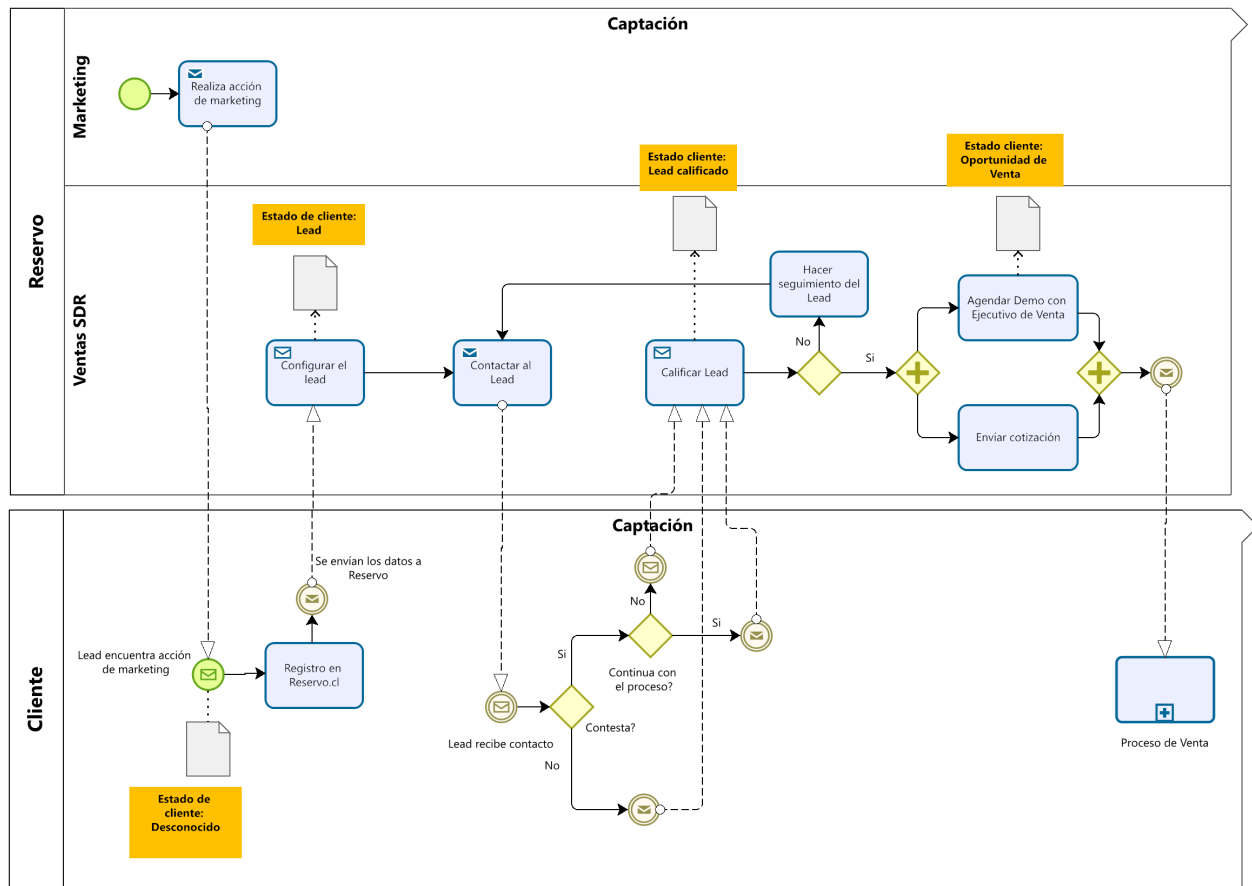 Captación
Reservo
Marketing
Realiza acción
de marketing
Ventas SDR
Estado de cliente:
Lead
Configurar el
lead
Contactar al
Lead
Estado cliente:
Lead calificado
Calificar Lead
Hacer
seguimiento del
Lead
No
Si
Estado cliente:
Oportunidad de
Venta
Agendar Demo con
Ejecutivo de Venta
Envíar cotización
Captación
Cliente
Lead encuentra acción
de marketing
Estado de
cliente:
Desconocido
Registro en
Reservo.cl
Se envían los datos a
Reservo
Lead recibe contacto
Contesta?
Si
No
Continua con
el proceso?
No
Si
Proceso de Venta